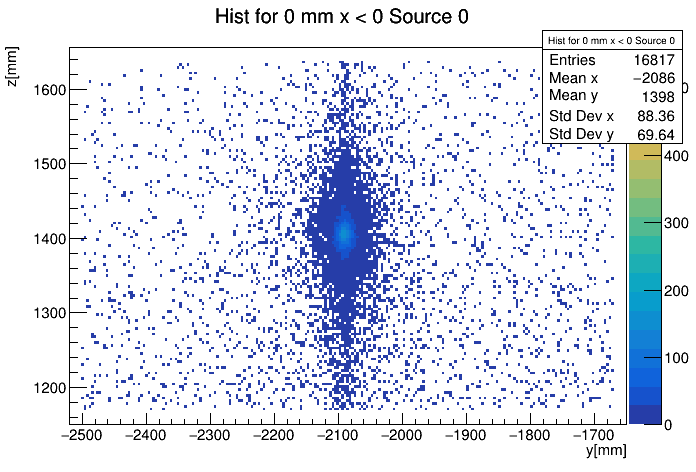 Hist for 0 mm x < 0 Source 0
z[mm]
Hist for 0 mm x < 0 Source 0
Entries 16817
Mean x −2086
Mean y 1398
Std Dev x 88.36
Std Dev y 69.64
1600
1500
1400
1300
1200
0
400
300
200
100
0
−2500 −2400 −2300 −2200 −2100 −2000 −1900 −1800 −1700
y[mm]